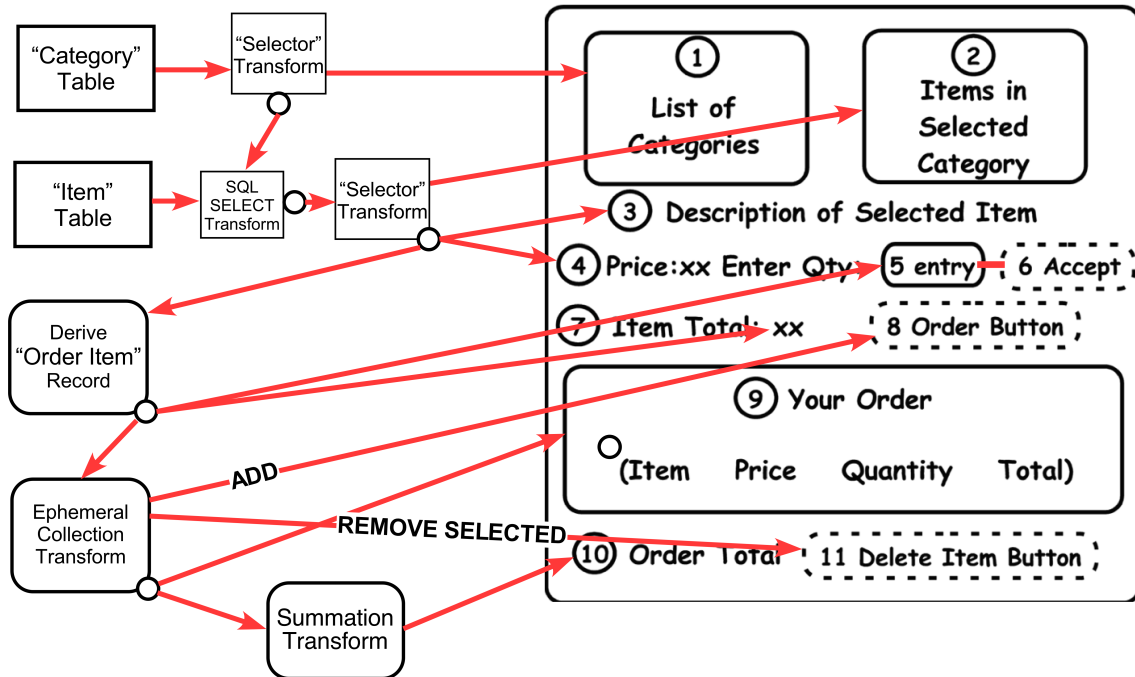 “Category”
Table
“Selector”
Transform
1
List of
Categories
2
Items in
Selected
Category
“Item”
Table
SQL
SELECT
Transform
“Selector”
Transform
3 Description of Selected Item
4 Price:xx Enter Qty 5 entry 6 Accept
7 Item Total: xx 8 Order Button
Derive
“Order Item”
Record
9 Your Order
(Item Price Quantity Total)
ADD
REMOVE SELECTED
Ephemeral
Collection
Transform
10 Order Total 11 Delete Item Button
Summation
Transform